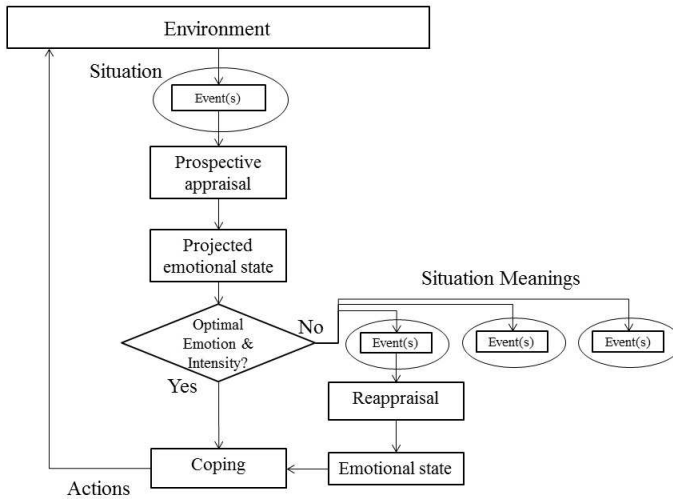 Environment
Situation
Event(s)
Prospective
appraisal
Projected
emotional state
Situation Meanings
Optimal
Emotion &
Intensity?
No
Yes
Event(s)
Event(s)
Event(s)
Reappraisal
Coping
Emotional state
Actions